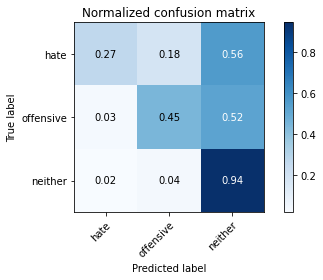 Normalized confusion matrix
True label
hate
0.27 0.18 0.56
offensive
0.03 0.45 0.52
neither
0.02 0.04 0.94
hate offensive neither
Predicted label
0.8
0.6
0.4
0.2